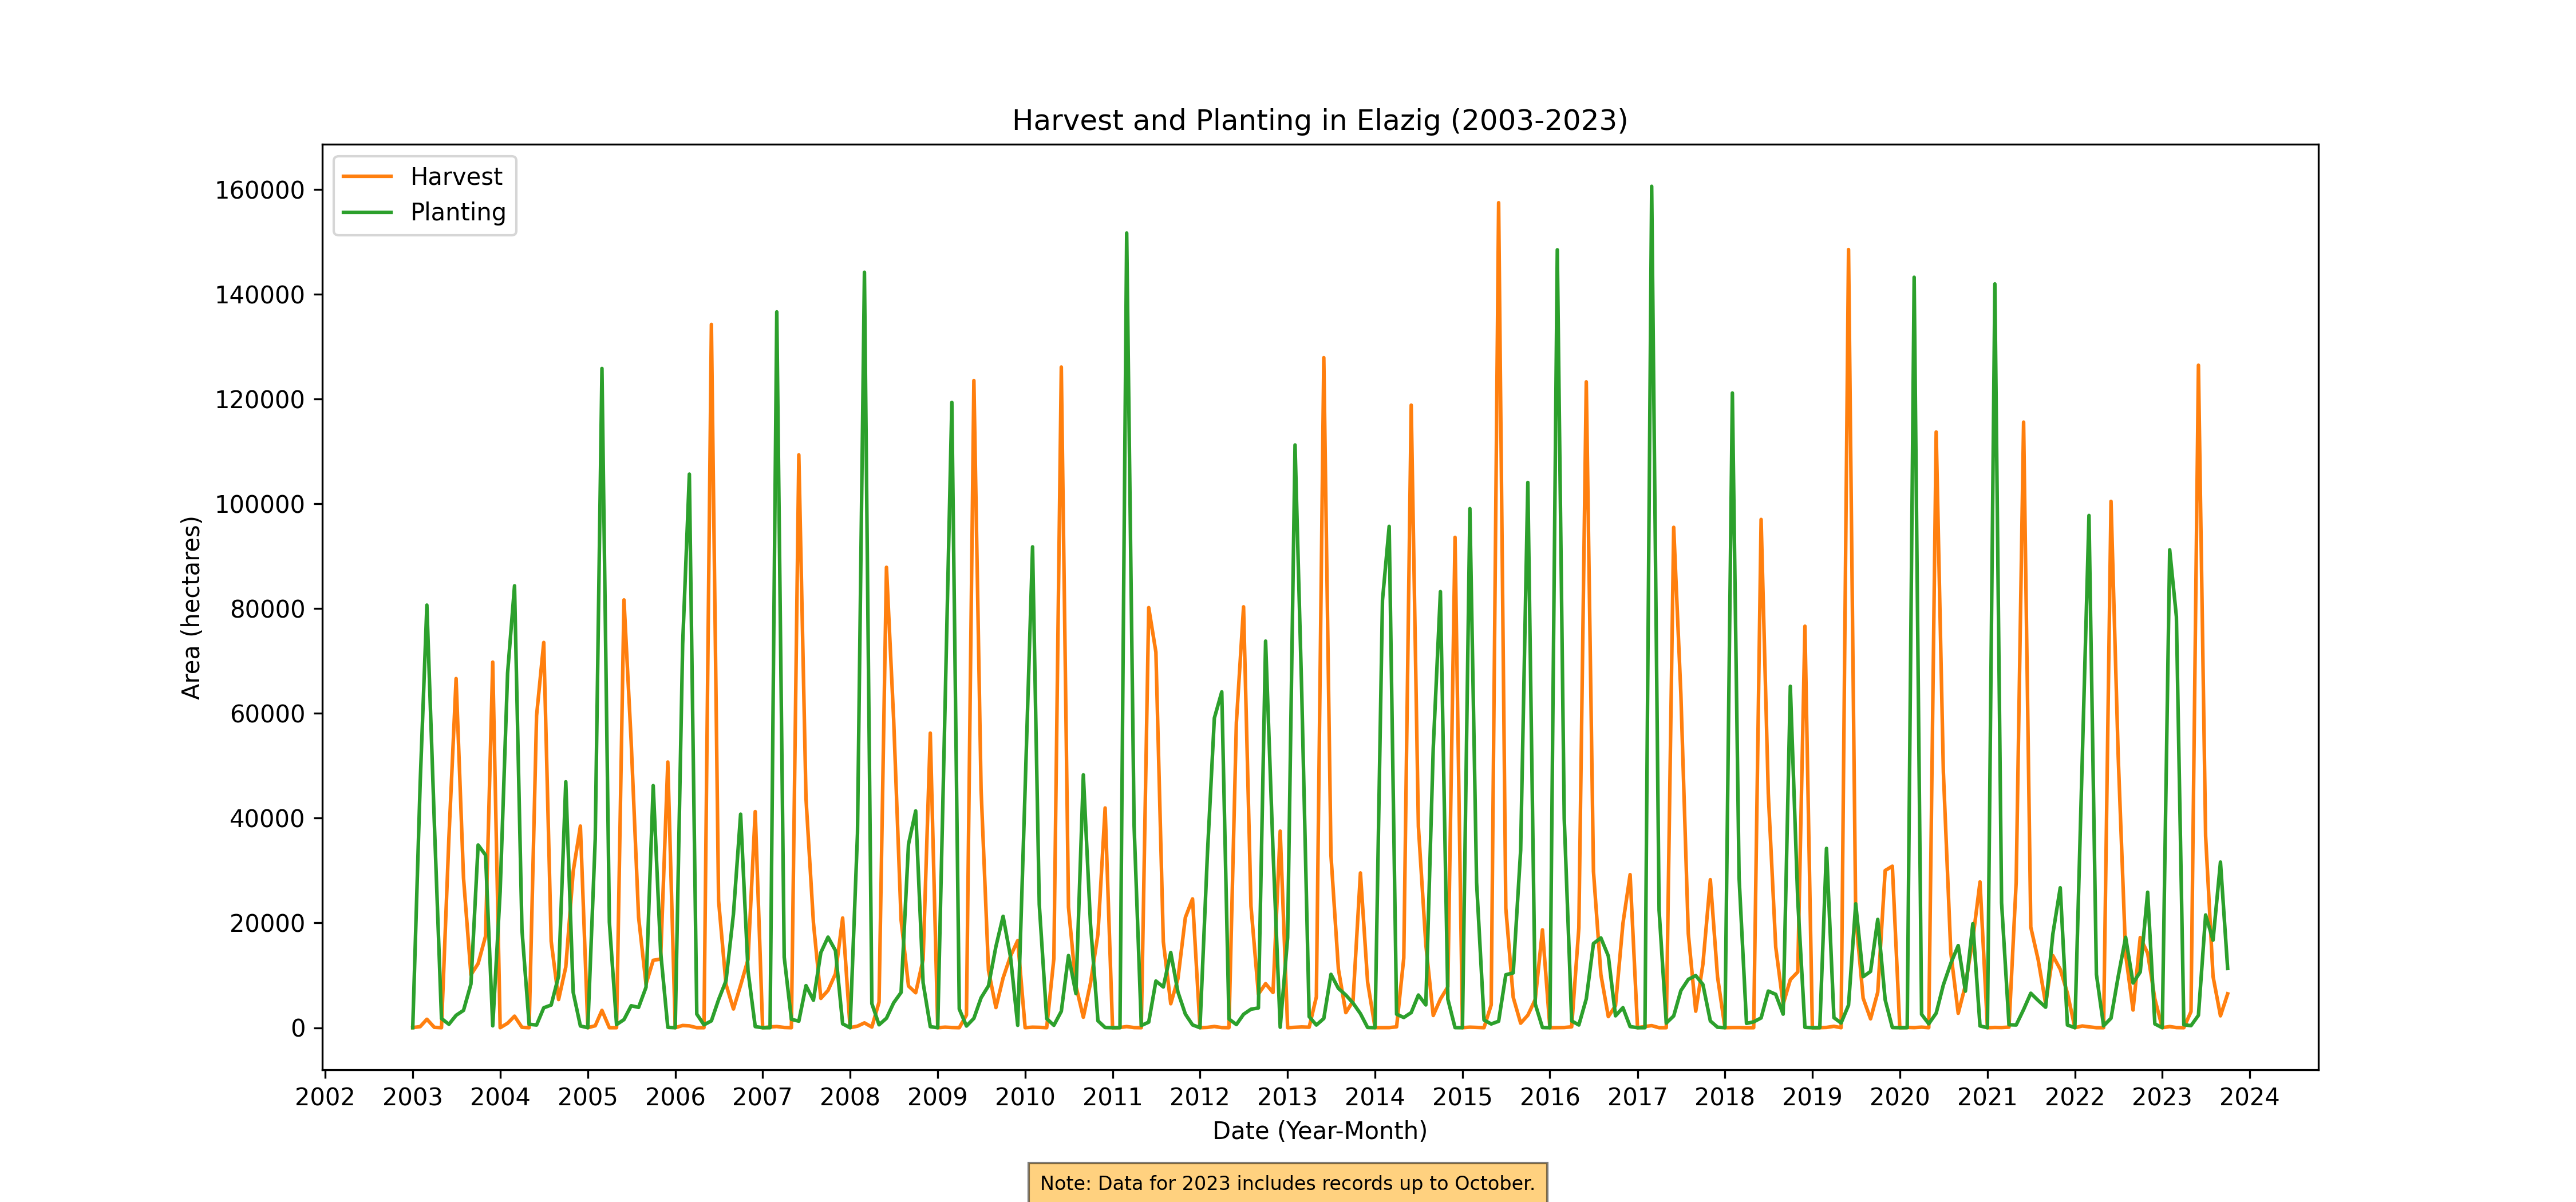 Harvest and Planting in Elazig (2003-2023)
Harvest
Planting
160000
140000
120000
100000
80000
60000
40000
20000
0
Area (hectares)
2002 2003 2004 2005 2006 2007 2008 2009 2010 2011 2012 2013 2014 2015 2016 2017 2018 2019 2020 2021 2022 2023 2024
Date (Year-Month)
Note: Data for 2023 includes records up to October.